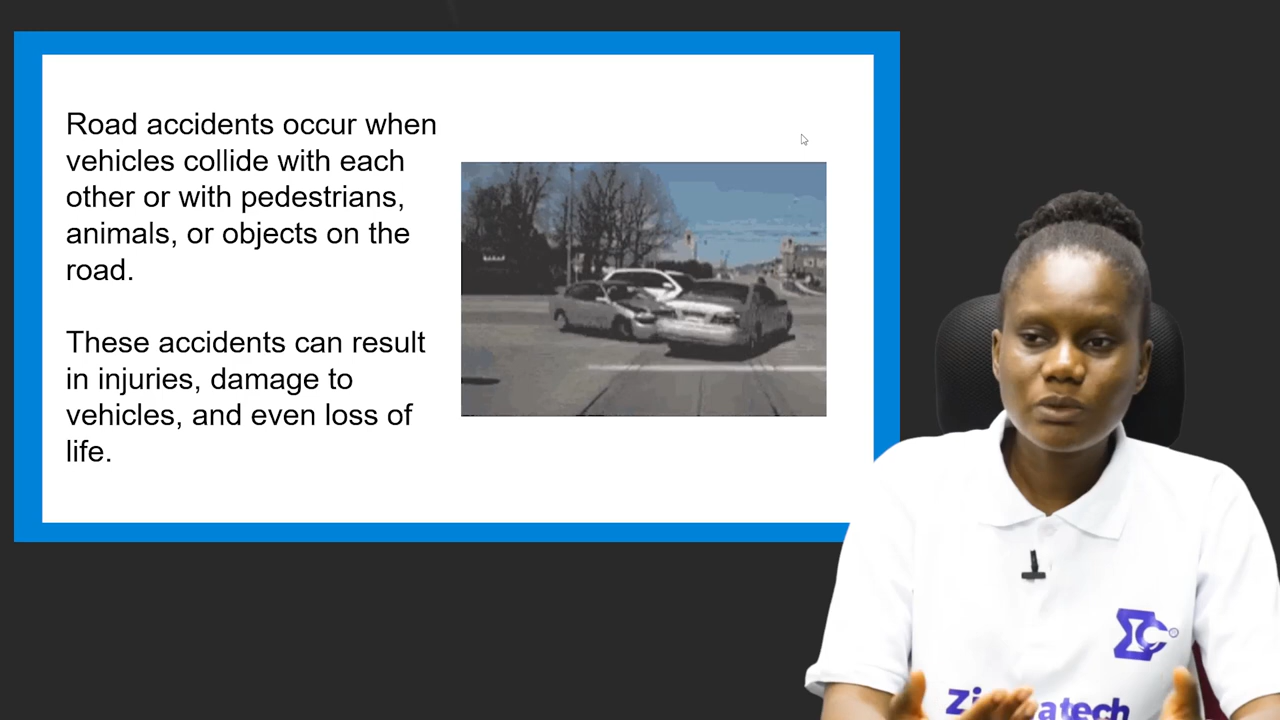 Road accidents occur when
vehicles collide with each
other or with pedestrians,
animals, or objects on the
road.
These accidents can result
in injuries, damage to
vehicles, and even loss of
life.